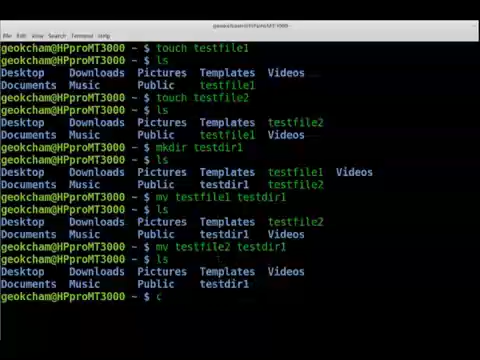 geokcham@HPproMT3000:~
File Edit View Search Terminal Help
geokcham@HPproMT3000 ~ $ touch testfile1
geokcham@HPproMT3000 ~ $ ls
Desktop Downloads Pictures Templates Videos
Documents Music Public testfile1
geokcham@HPproMT3000 ~ $ touch testfile2
geokcham@HPproMT3000 ~ $ ls
Desktop Downloads Pictures Templates testfile2
Documents Music Public testfile1 Videos
geokcham@HPproMT3000 ~ $ mkdir testdir1
geokcham@HPproMT3000 ~ $ ls
Desktop Downloads Pictures Templates testfile1 Videos
Documents Music Public testdir1 testfile2
geokcham@HPproMT3000 ~ $ mv testfile1 testdir1
geokcham@HPproMT3000 ~ $ ls
Desktop Downloads Pictures Templates testfile2
Documents Music Public testdir1 Videos
geokcham@HPproMT3000 ~ $ mv testfile2 testdir1
geokcham@HPproMT3000 ~ $ ls
Desktop Downloads Pictures Templates Videos
Documents Music Public testdir1
geokcham@HPproMT3000 ~ $ c